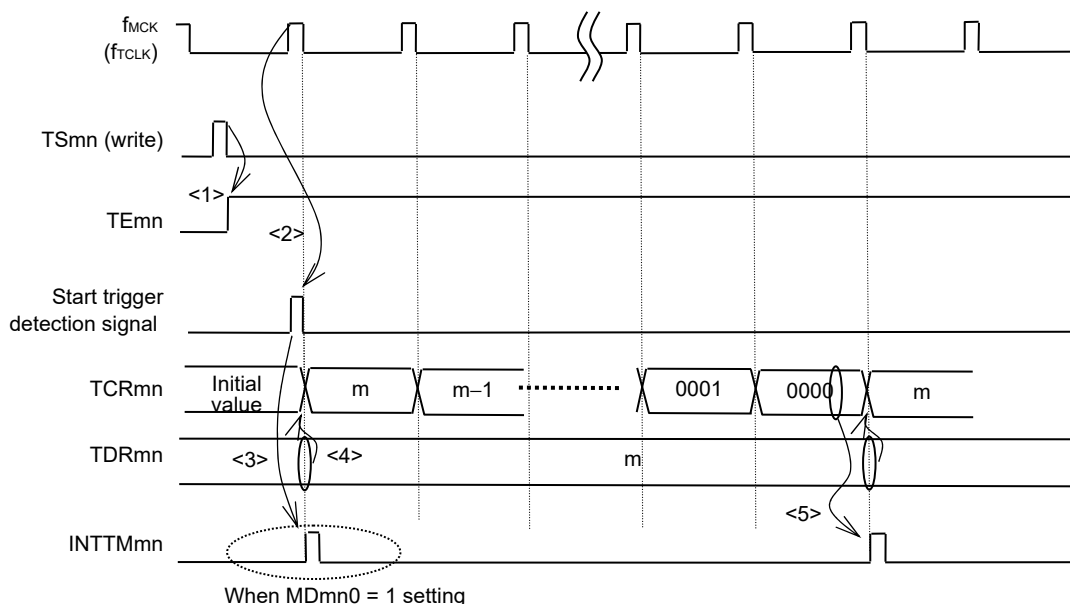 fMCK
(fTCLK)
TSmn (write)
<1>
TEmn
<2>
Start trigger
detection signal
TCRmn
Initial
value
m
m−1
0001
0000
m
TDRmn
<3>
<4>
m
<5>
INTTMmn
When MDmn0 = 1 setting